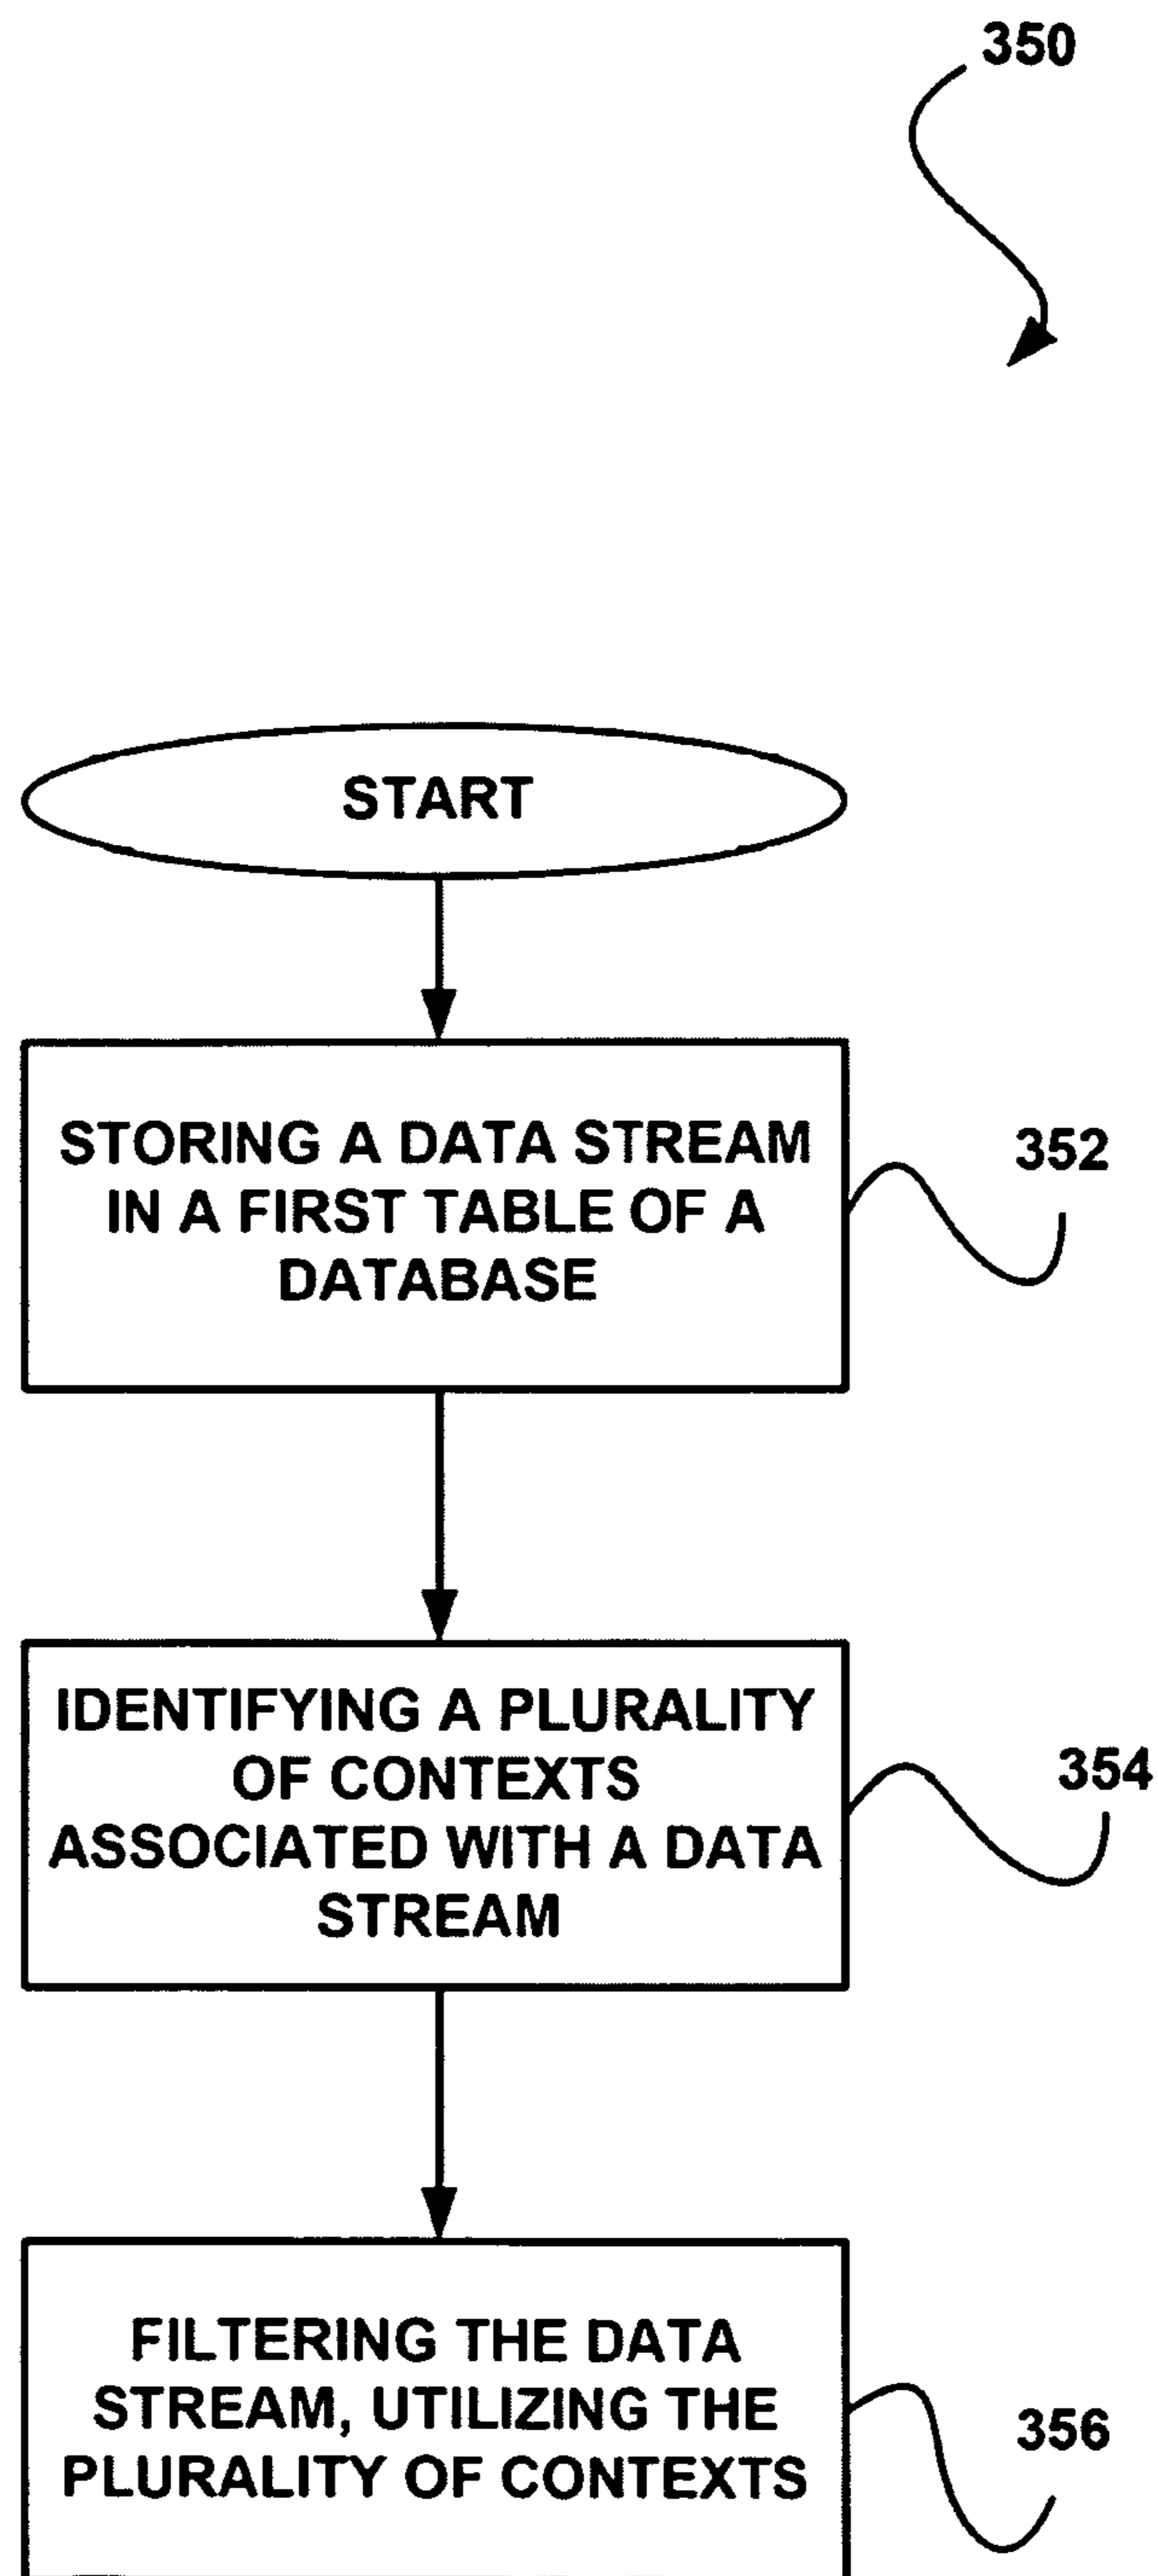 350
START
STORING A DATA STREAM
IN A FIRST TABLE OF A
DATABASE
352
IDENTIFYING A PLURALITY
OF CONTEXTS
ASSOCIATED WITH A DATA
STREAM
354
FILTERING THE DATA
STREAM, UTILIZING THE
PLURALITY OF CONTEXTS
356